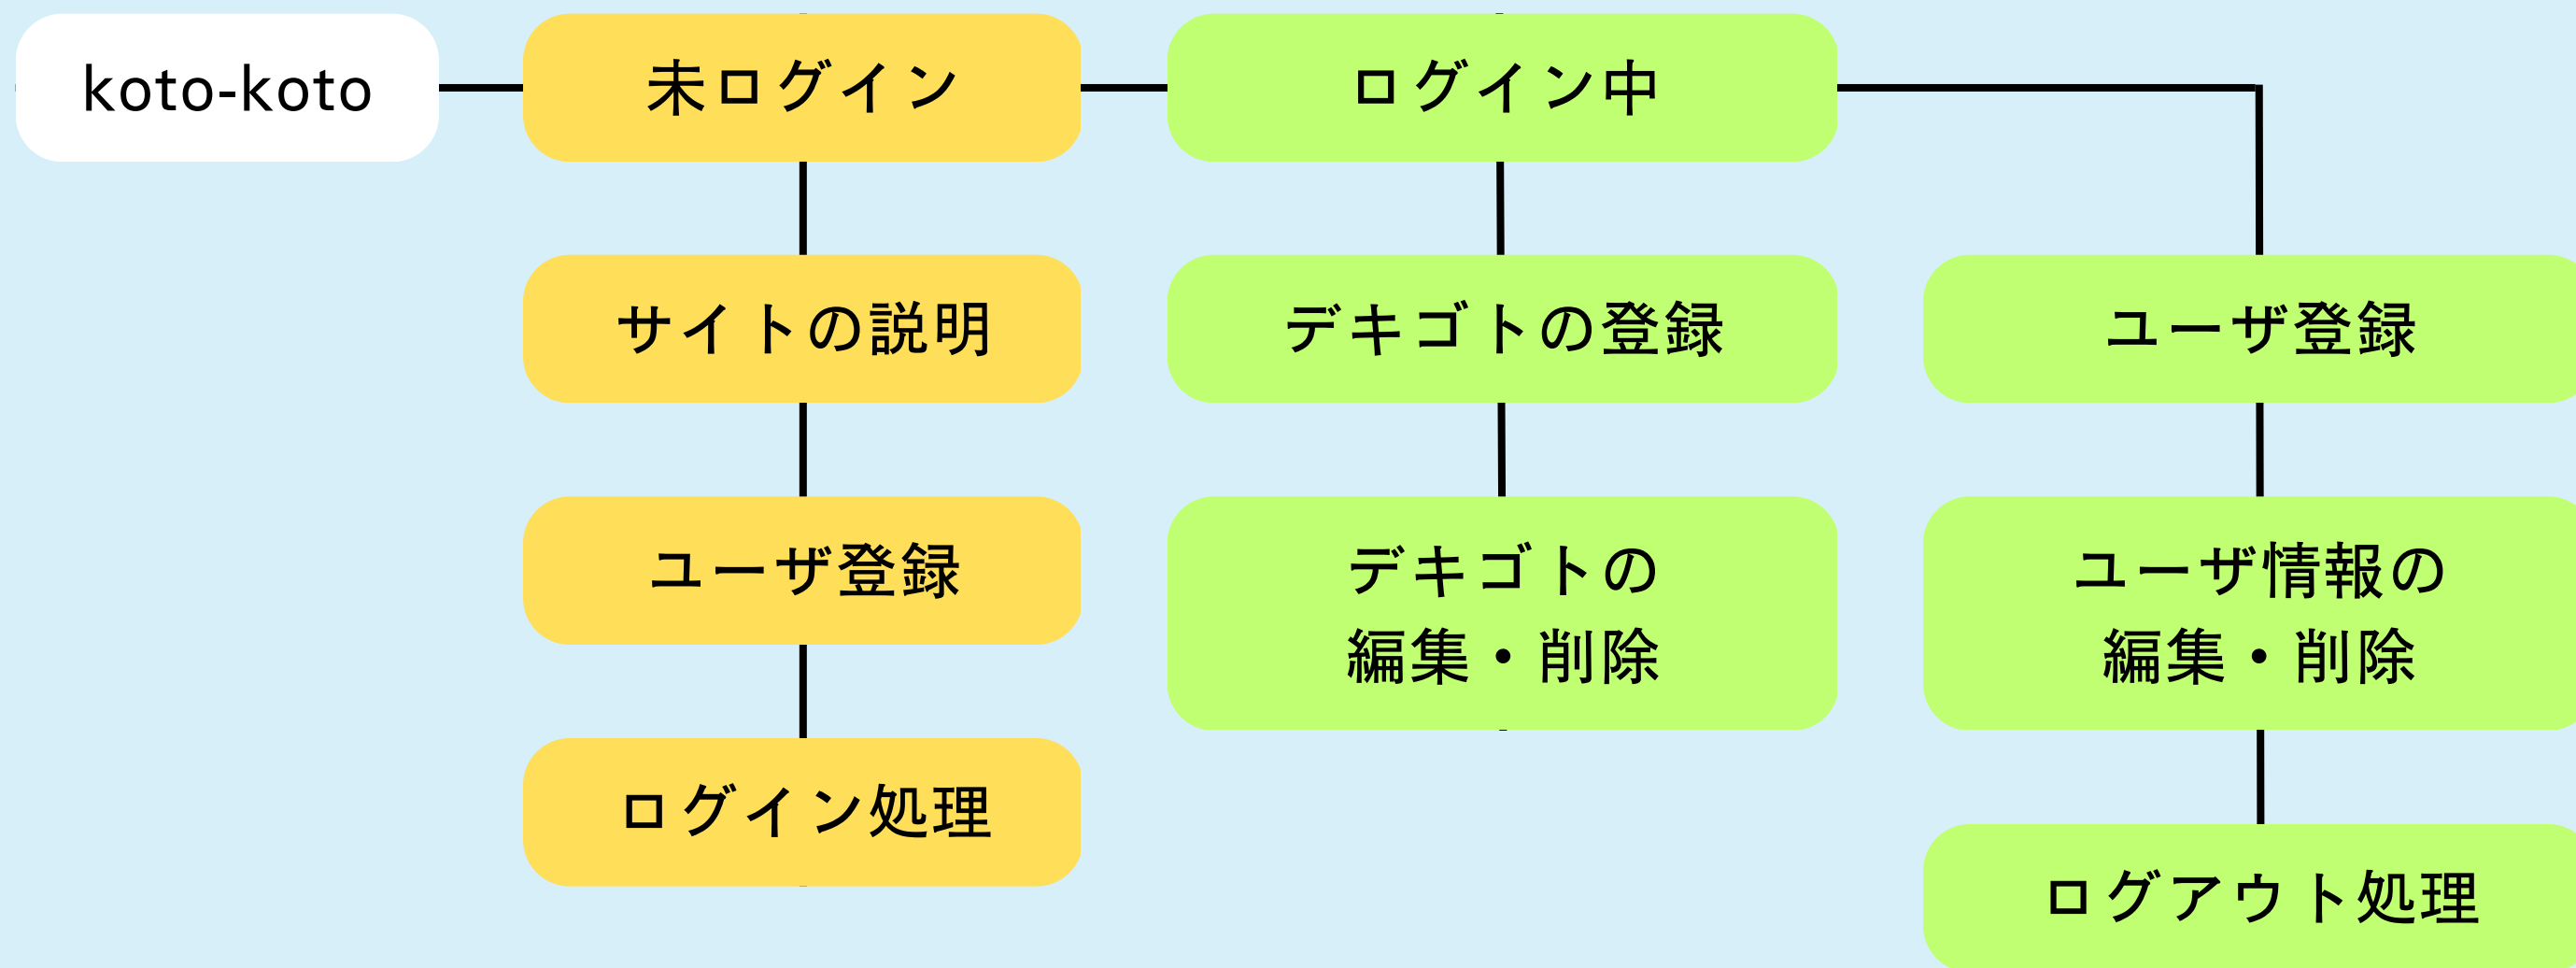 koto-koto
未ログイン
ログイン中
サイトの説明
デキゴトの登録
ユーザ登録
ユーザ登録
デキゴトの
編集・削除
ユーザ情報の
編集・削除
ログイン処理
ログアウト処理